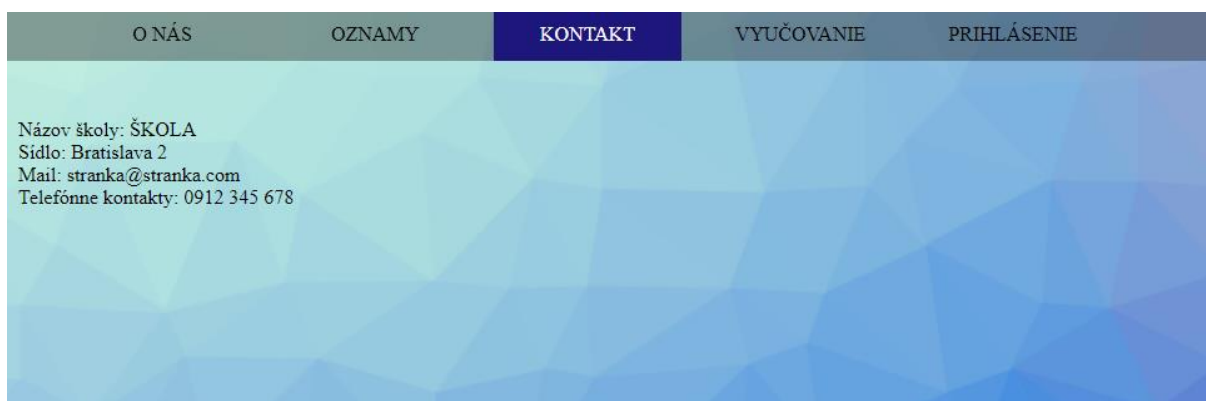 O NÁS OZNAMY KONTAKT VYUČOVANIE PRIHLÁSENIE
Názov školy: ŠKOLA
Sídlo: Bratislava 2
Mail: stranka@stranka.com
Telefónne kontakty: 0912 345 678